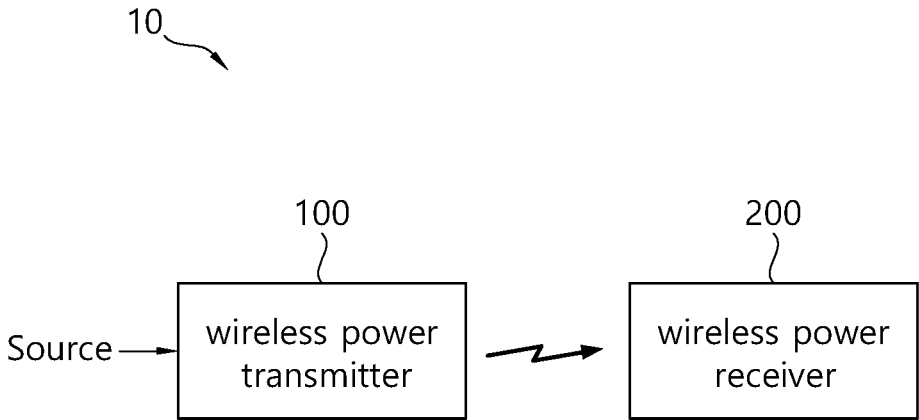 10
100
200
Source
wireless power
transmitter
wireless power
receiver